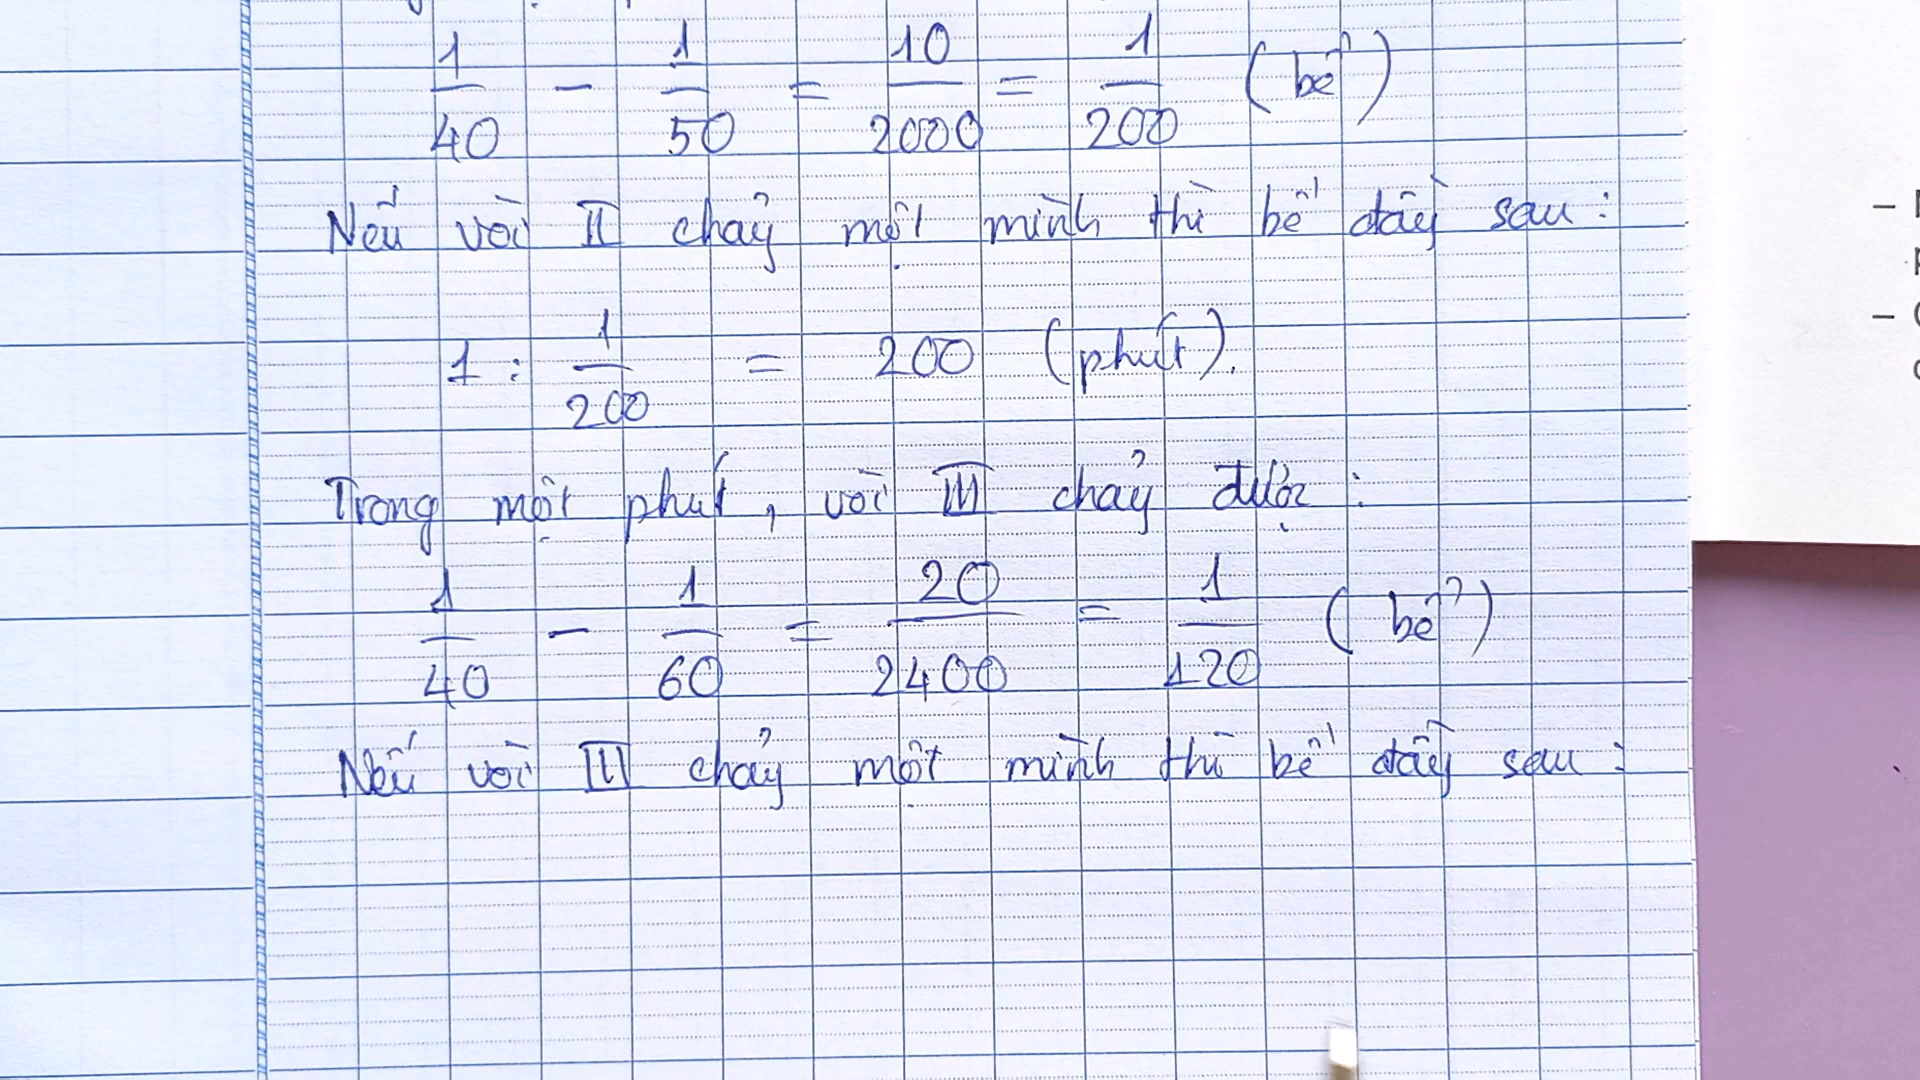 1/40 - 1/50 = 10/2000 = 1/200 (bể)
Nếu vòi II chảy một mình thì bể đầy sau:
1 : 1/200 = 200 (phút).
Trong một phút, vòi III chảy được:
1/40 - 1/60 = 20/2400 = 1/120 (bể)
Nếu vòi III chảy một mình thì bể đầy sau: